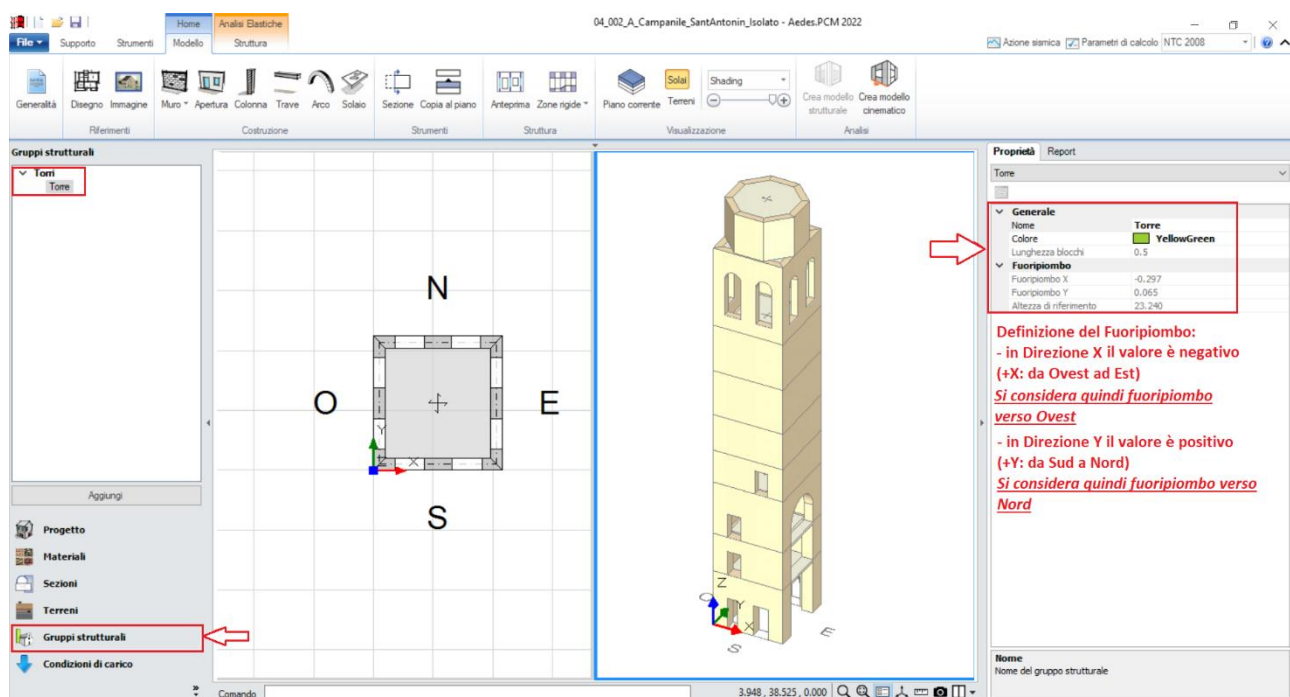 04_002_A_Campanile_SantAntonin_Isolato - Aedes.PCM 2022
Home
Analisi Elastiche
File
Supporto
Strumenti
Modello
Struttura
Azione sismica
Parametri di calcolo
NTC 2008
Generalità
Disegno
Immagine
Muro
Apertura
Colonna
Trave
Arco
Solaio
Sezione
Copia al piano
Anteprima
Zone rigide
Piano corrente
Solai
Terreni
Shading
Crea modello strutturale
Crea modello cinematico
Riferimenti
Costruzione
Strumenti
Struttura
Visualizzazione
Analisi
Gruppi strutturali
Torri
Torre
Aggiungi
Progetto
Materiali
Sezioni
Terreni
Gruppi strutturali
Condizioni di carico
N
O
E
S
Y
X
Z
Y
X
O
S
E
Proprietà
Report
Torre
Generale
Nome Torre
Colore YellowGreen
Lunghezza blocchi 0.5
Fuoripiombo
Fuoripiombo X -0.297
Fuoripiombo Y 0.065
Altezza di riferimento 23.240
Definizione del Fuoripiombo:
- in Direzione X il valore è negativo
(+X: da Ovest ad Est)
Si considera quindi fuoripiombo
verso Ovest
- in Direzione Y il valore è positivo
(+Y: da Sud a Nord)
Si considera quindi fuoripiombo verso
Nord
Nome
Nome del gruppo strutturale
Comando
3.948 , 38.525 , 0.000